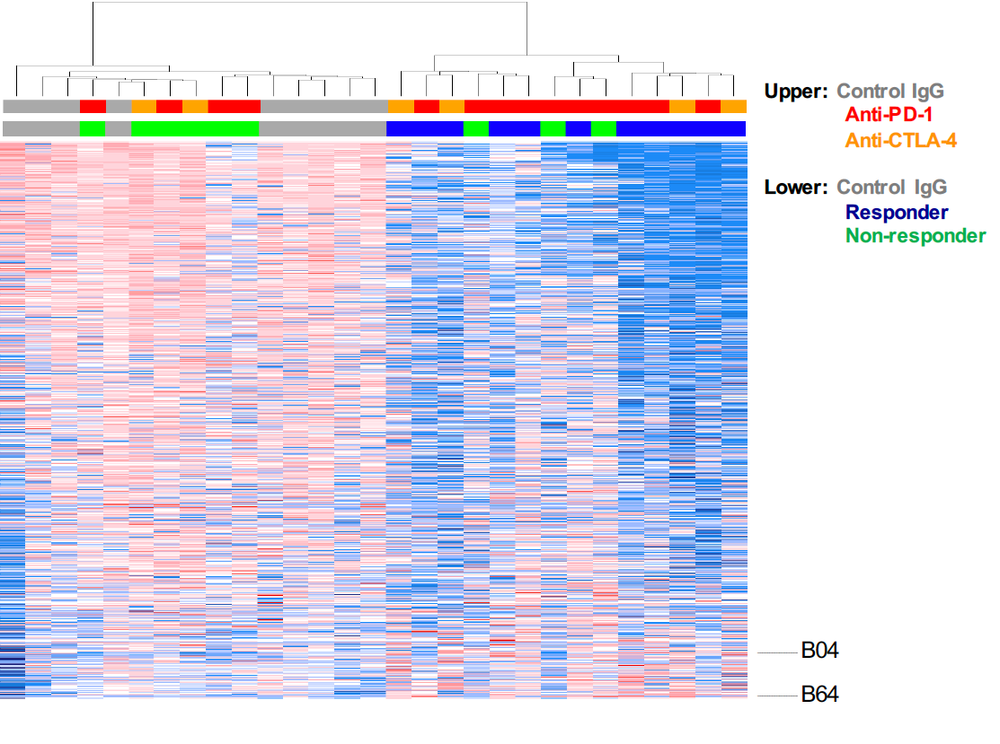 Upper: Control IgG
Anti-PD-1
Anti-CTLA-4
Lower: Control IgG
Responder
Non-responder
B04
B64